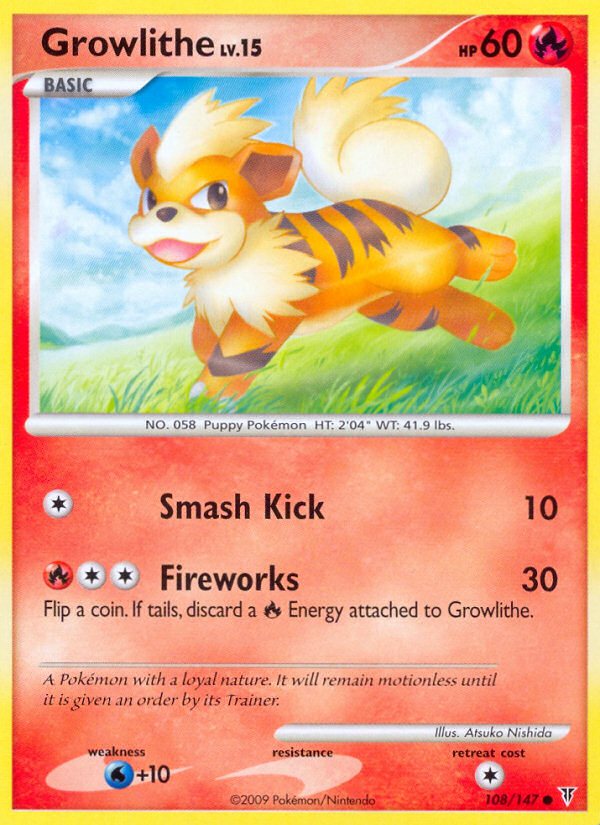 Growlithe LV.15 HP 60
BASIC
NO. 058 Puppy Pokémon HT: 2'04" WT: 41.9 lbs.
Smash Kick 10
Fireworks 30
Flip a coin. If tails, discard a Energy attached to Growlithe.
A Pokémon with a loyal nature. It will remain motionless until
it is given an order by its Trainer.
Illus. Atsuko Nishida
weakness resistance retreat cost
+10
©2009 Pokémon/Nintendo 108/147